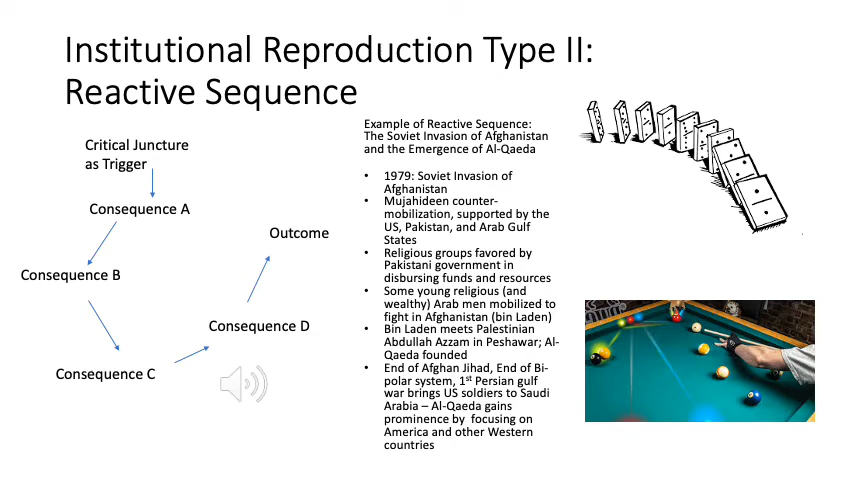 Institutional Reproduction Type II:
Reactive Sequence
Critical Juncture
as Trigger
Consequence A
Consequence B
Consequence C
Consequence D
Outcome
Example of Reactive Sequence:
The Soviet Invasion of Afghanistan
and the Emergence of Al-Qaeda
• 1979: Soviet Invasion of
Afghanistan
• Mujahideen counter-
mobilization, supported by the
US, Pakistan, and Arab Gulf
States
• Religious groups favored by
Pakistani government in
disbursing funds and resources
• Some young religious (and
wealthy) Arab men mobilized to
fight in Afghanistan (bin Laden)
• Bin Laden meets Palestinian
Abdullah Azzam in Peshawar; Al-
Qaeda founded
• End of Afghan Jihad, End of Bi-
polar system, 1st Persian gulf
war brings US soldiers to Saudi
Arabia – Al-Qaeda gains
prominence by focusing on
America and other Western
countries